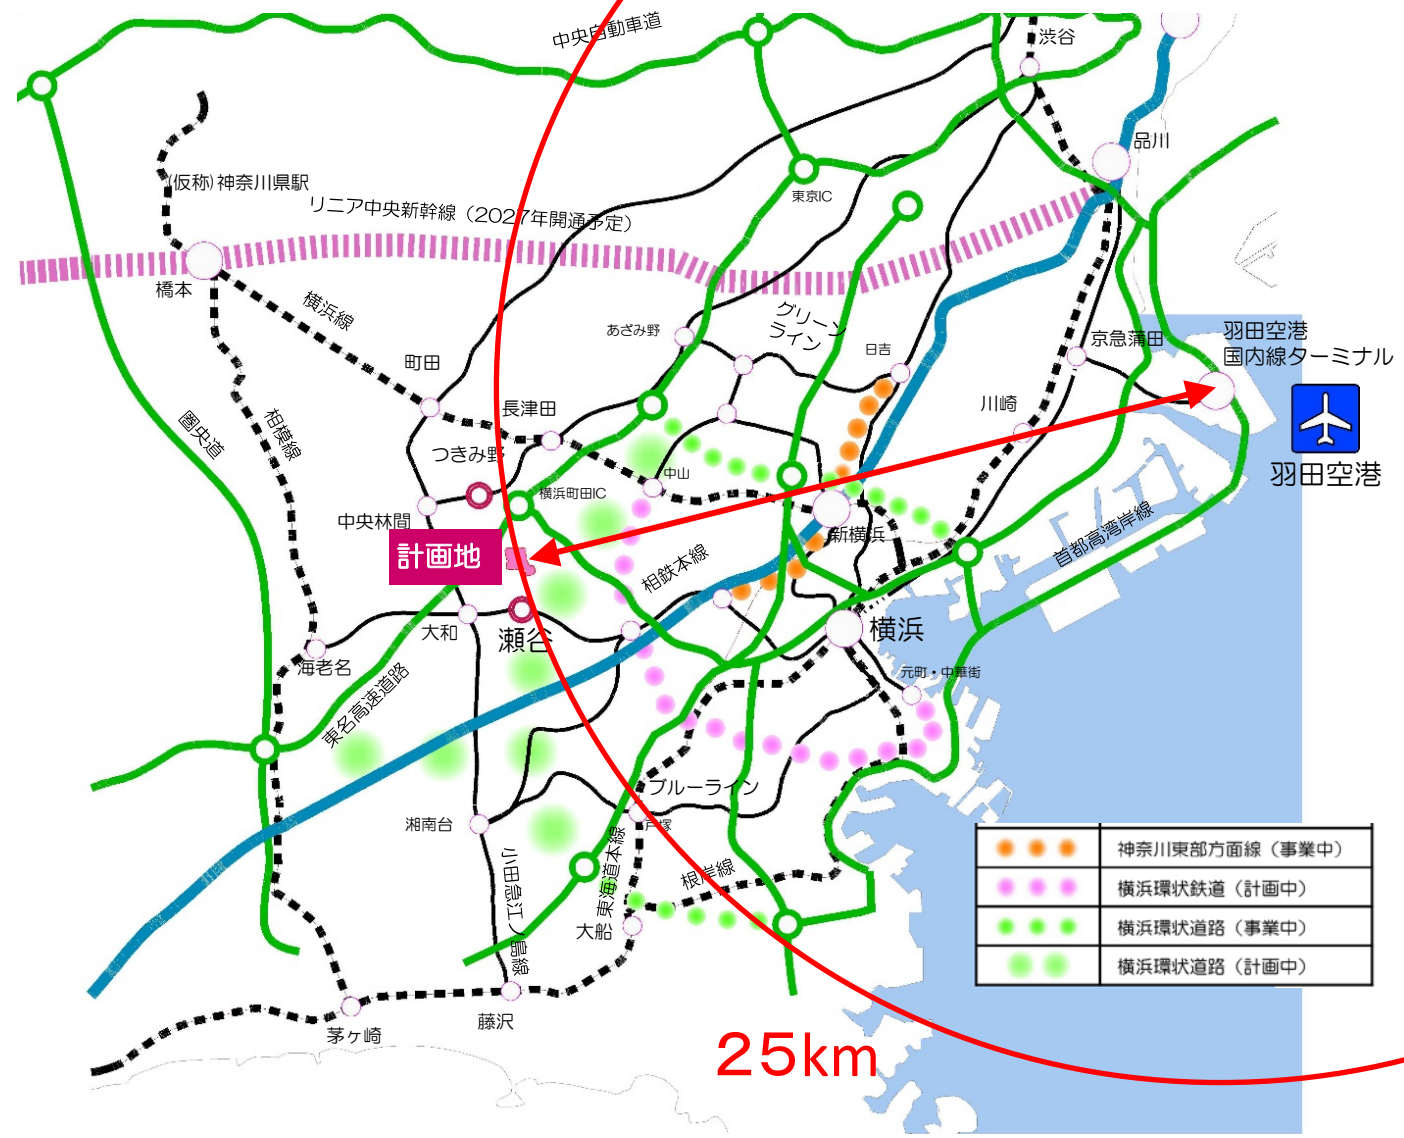 中央自動車道
渋谷
品川
(仮称)神奈川県駅
リニア中央新幹線(2027年開通予定)
東京IC
橋本
横浜線
グリーン
ライン
あざみ野
日吉
京急蒲田
羽田空港
国内線ターミナル
町田
長津田
川崎
圏央道
相模線
つきみ野
中山
羽田空港
横浜町田IC
中央林間
新横浜
首都高湾岸線
計画地
相鉄本線
大和
瀬谷
横浜
海老名
元町・中華街
東名高速道路
ブルーライン
湘南台
戸塚
小田急江ノ島線
東海道本線
根岸線
大船
藤沢
茅ヶ崎
25km
神奈川東部方面線(事業中)
横浜環状鉄道(計画中)
横浜環状道路(事業中)
横浜環状道路(計画中)